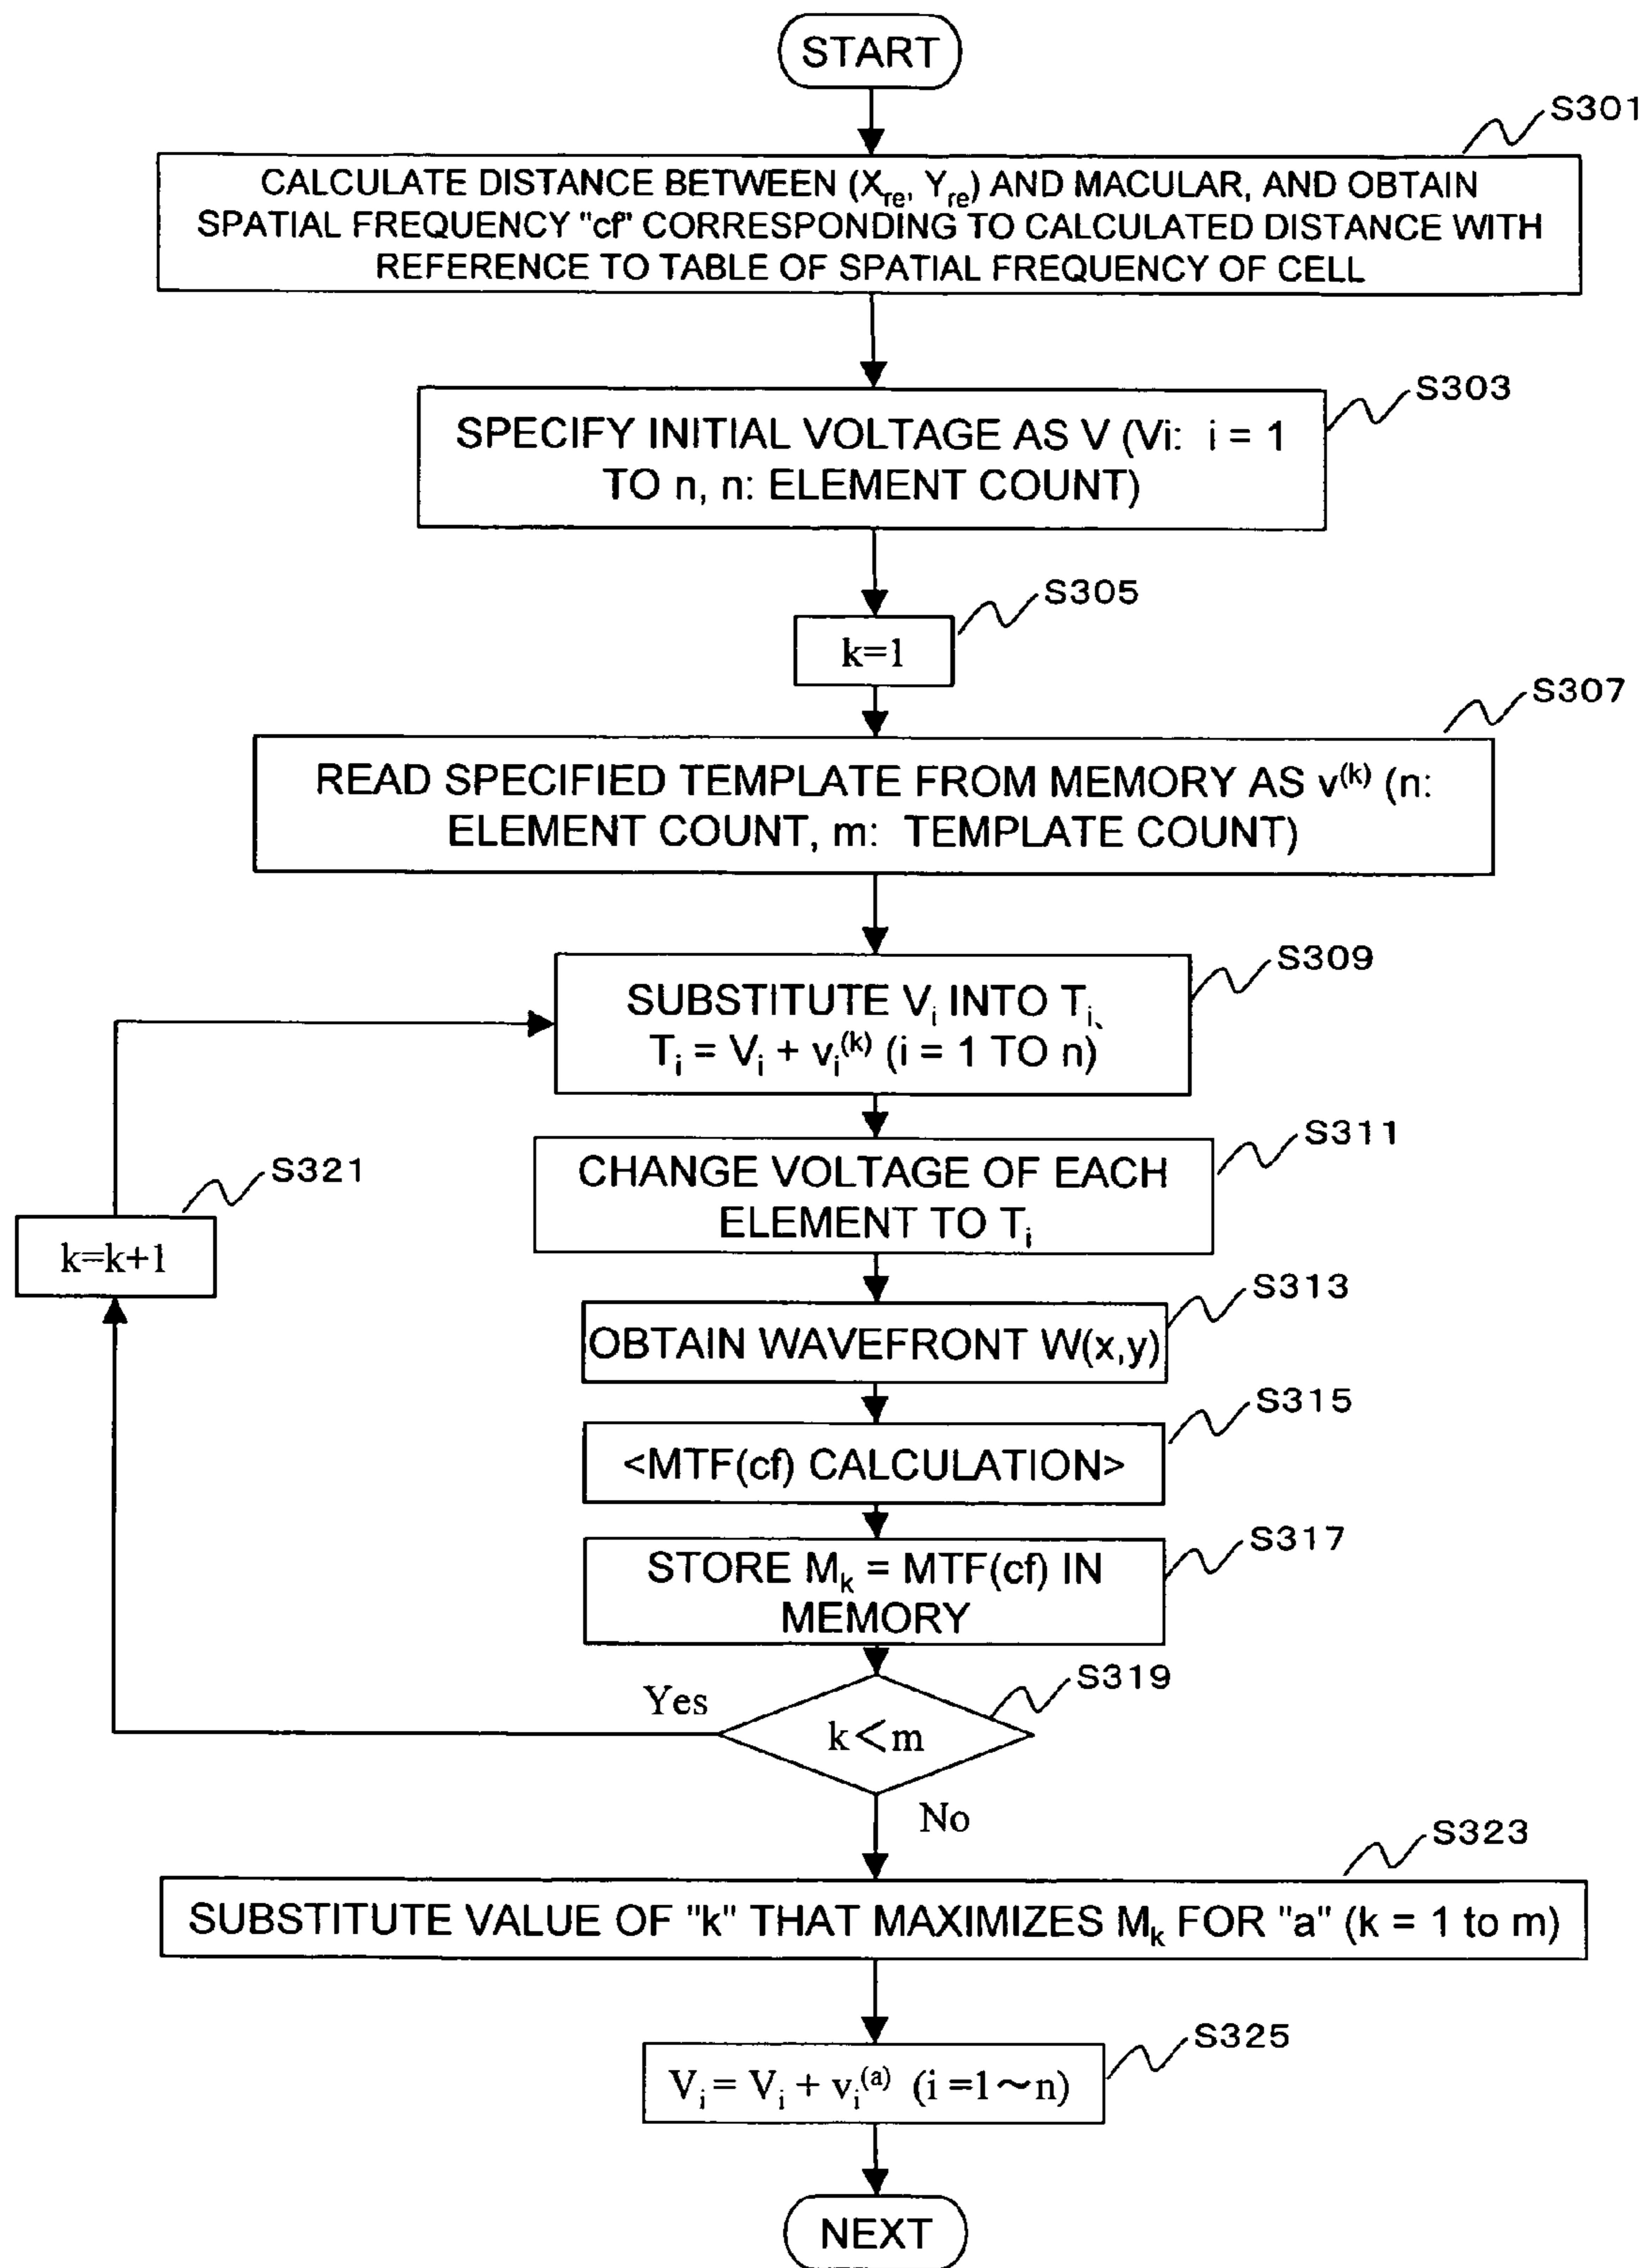 START
S301
CALCULATE DISTANCE BETWEEN (Xre, Yre) AND MACULAR, AND OBTAIN
SPATIAL FREQUENCY "cf" CORRESPONDING TO CALCULATED DISTANCE WITH
REFERENCE TO TABLE OF SPATIAL FREQUENCY OF CELL
S303
SPECIFY INITIAL VOLTAGE AS V (Vi: i = 1
TO n, n: ELEMENT COUNT)
S305
k=1
S307
READ SPECIFIED TEMPLATE FROM MEMORY AS v(k) (n:
ELEMENT COUNT, m: TEMPLATE COUNT)
S309
SUBSTITUTE Vi INTO Ti、
Ti = Vi + vi(k) (i = 1 TO n)
S311
CHANGE VOLTAGE OF EACH
ELEMENT TO Ti
S321
k=k+1
S313
OBTAIN WAVEFRONT W(x,y)
S315
<MTF(cf) CALCULATION>
S317
STORE Mk = MTF(cf) IN
MEMORY
S319
Yes
k<m
No
S323
SUBSTITUTE VALUE OF "k" THAT MAXIMIZES Mk FOR "a" (k = 1 to m)
S325
Vi = Vi + vi(a) (i =1~n)
NEXT